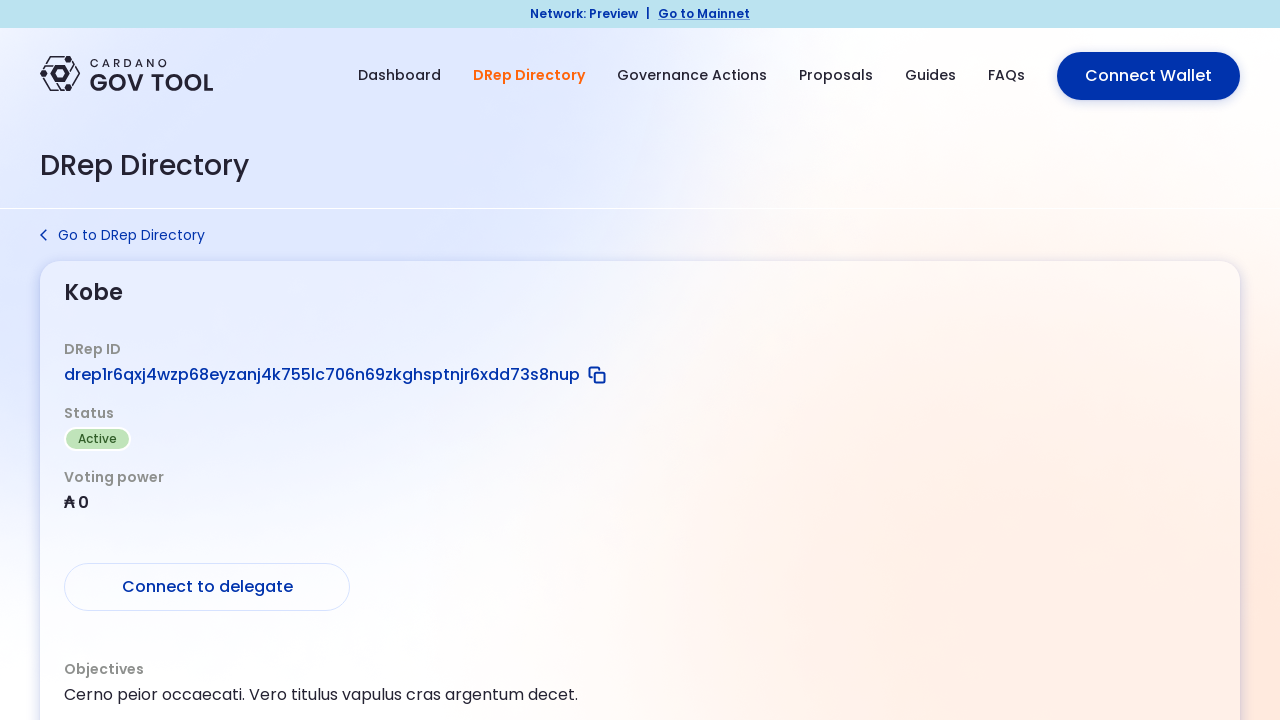 Network: Preview | Go to Mainnet
CARDANO
GOV TOOL
Dashboard
DRep Directory
Governance Actions
Proposals
Guides
FAQs
Connect Wallet
DRep Directory
Go to DRep Directory
Kobe
DRep ID
drep1r6qxj4wzp68eyzanj4k755lc706n69zkghsptnjr6xdd73s8nup
Status
Active
Voting power
₳ 0
Connect to delegate
Objectives
Cerno peior occaecati. Vero titulus vapulus cras argentum decet.